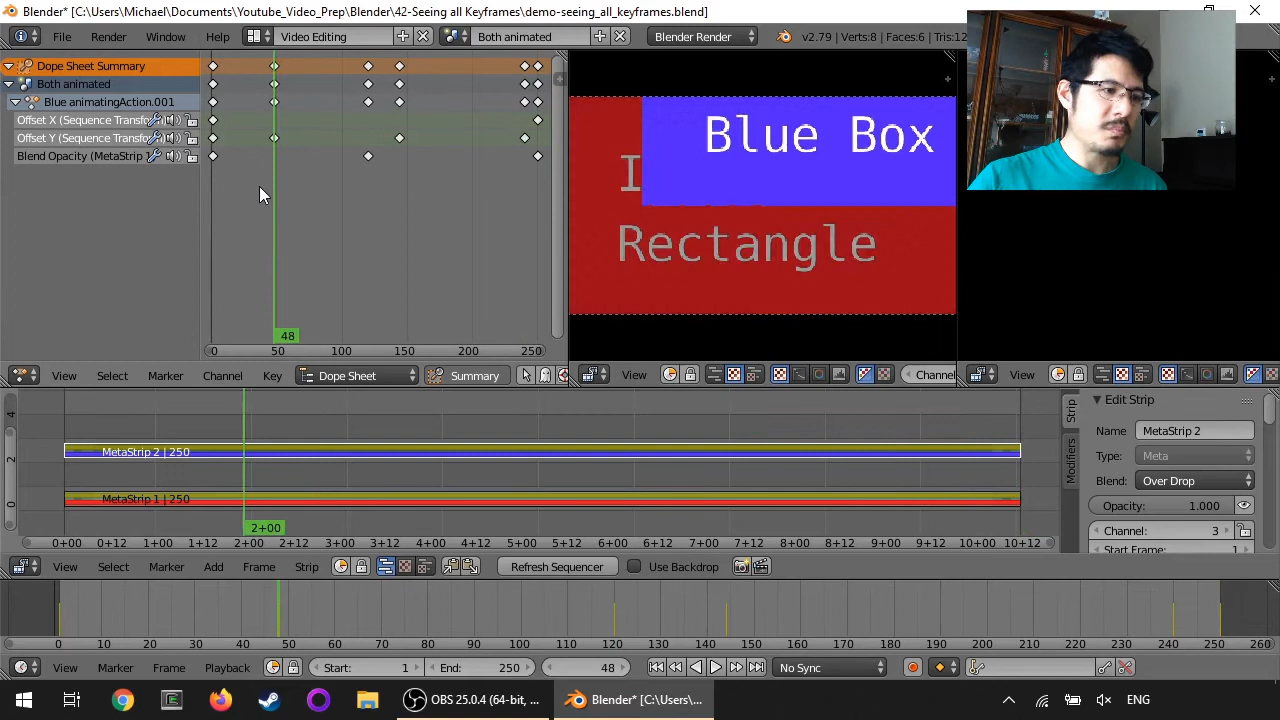 Blender* [C:\Users\Michael\Documents\Youtube_Video_Prep\Blender\42-Seeing all Keyframes\demo-seeing_all_keyframes.blend]
File Render Window Help Video Editing Both animated Blender Render v2.79 | Verts:8 | Faces:6 | Tris:12
Dope Sheet Summary
Both animated
Blue animatingAction.001
Offset X (Sequence Transfo
Offset Y (Sequence Transfo
Blend Opacity (MetaStrip
48
0 50 100 150 200 250
Blue Box
I
Rectangle
View Select Marker Channel Key Dope Sheet Summary
View Channel
View
4
2
0
MetaStrip 2 | 250
MetaStrip 1 | 250
2+00
0+00 0+12 1+00 1+12 2+00 2+12 3+00 3+12 4+00 4+12 5+00 5+12 6+00 6+12 7+00 7+12 8+00 8+12 9+00 9+12 10+00 10+12
Strip
Modifiers
Edit Strip
Name MetaStrip 2
Type: Meta
Blend: Over Drop
Opacity: 1.000
Channel: 3
Start Frame: 1
View Select Marker Add Frame Strip Refresh Sequencer Use Backdrop
0 10 20 30 40 50 60 70 80 90 100 110 120 130 140 150 160 170 180 190 200 210 220 230 240 250 260
View Marker Frame Playback Start: 1 End: 250 48 No Sync
OBS 25.0.4 (64-bit, ... Blender* [C:\Users\... ENG